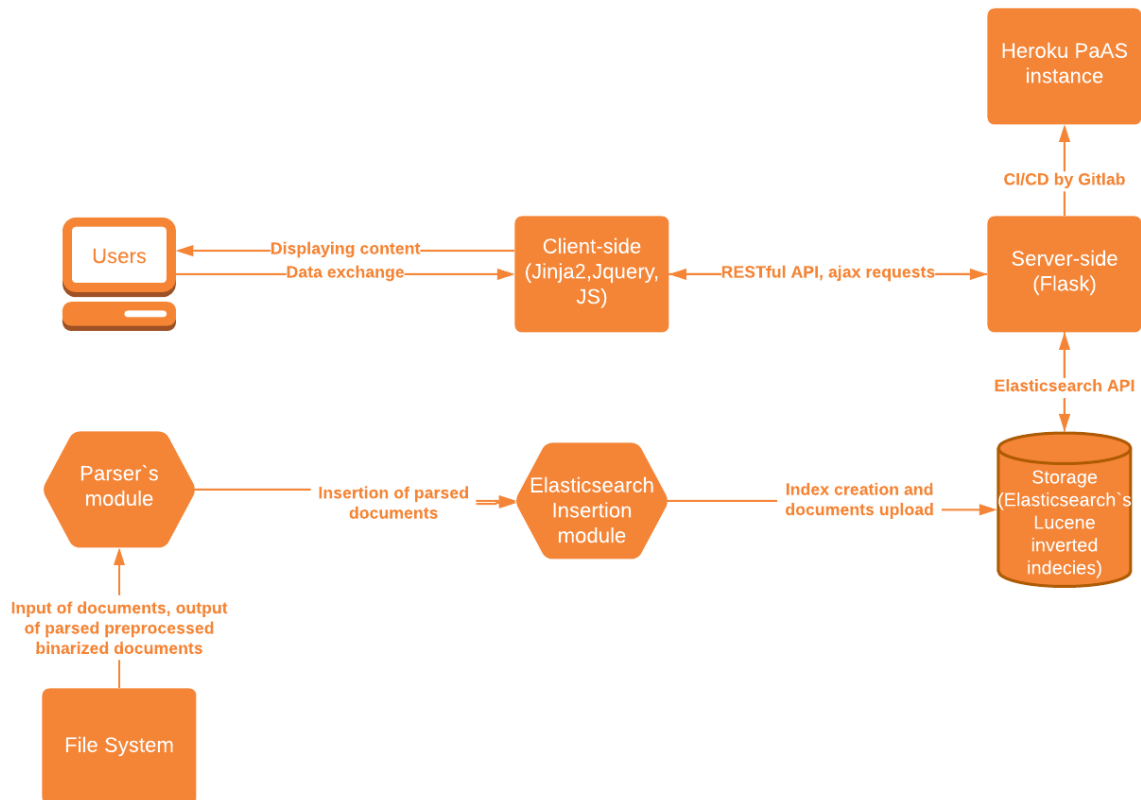 Heroku PaAS
instance
CI/CD by Gitlab
Users
Displaying content
Data exchange
Client-side
(Jinja2,Jquery,
JS)
RESTful API, ajax requests
Server-side
(Flask)
Elasticsearch API
Parser`s
module
Insertion of parsed
documents
Elasticsearch
Insertion
module
Index creation and
documents upload
Storage
(Elasticsearch`s
Lucene
inverted
indecies)
Input of documents, output
of parsed preprocessed
binarized documents
File System